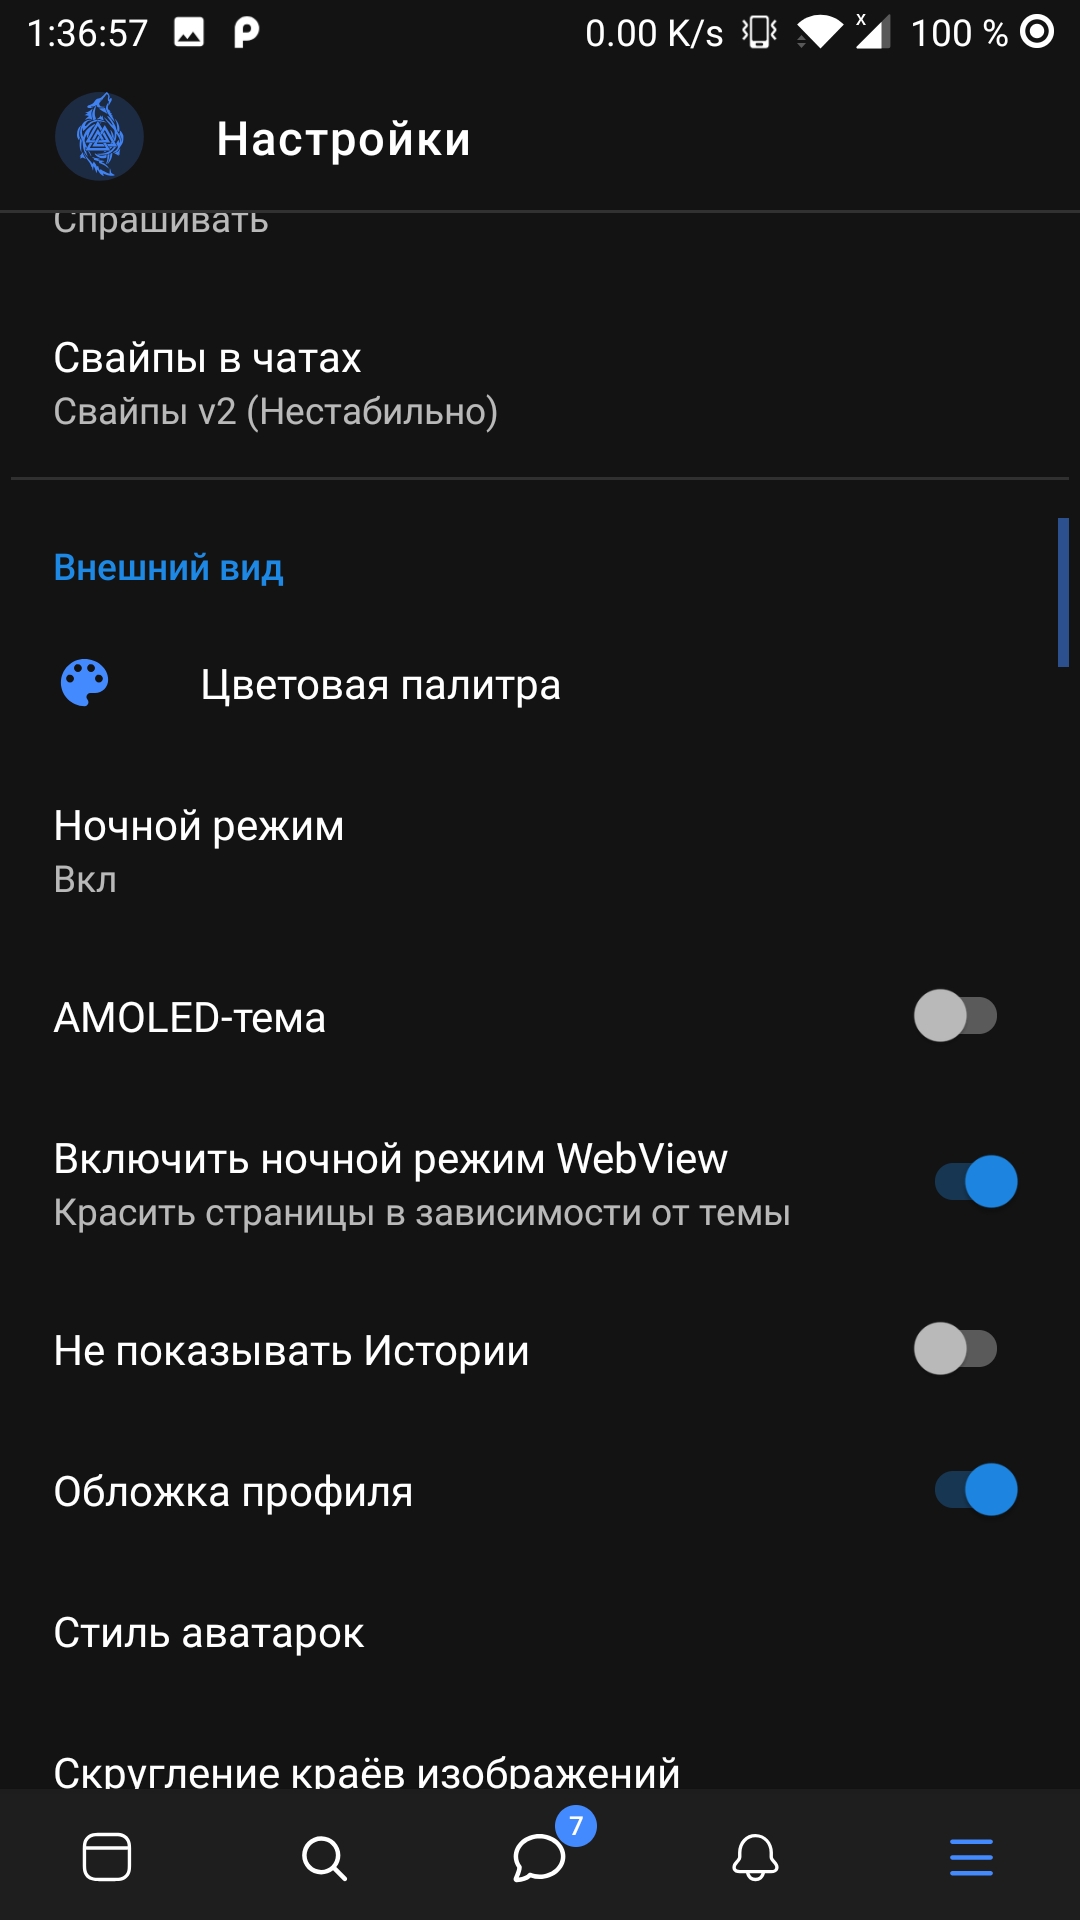 1:36:57 0.00 K/s x 100 %
Настройки
Спрашивать
Свайпы в чатах
Свайпы v2 (Нестабильно)
Внешний вид
Цветовая палитра
Ночной режим
Вкл
AMOLED-тема
Включить ночной режим WebView
Красить страницы в зависимости от темы
Не показывать Истории
Обложка профиля
Стиль аватарок
Скругление краёв изображений
7